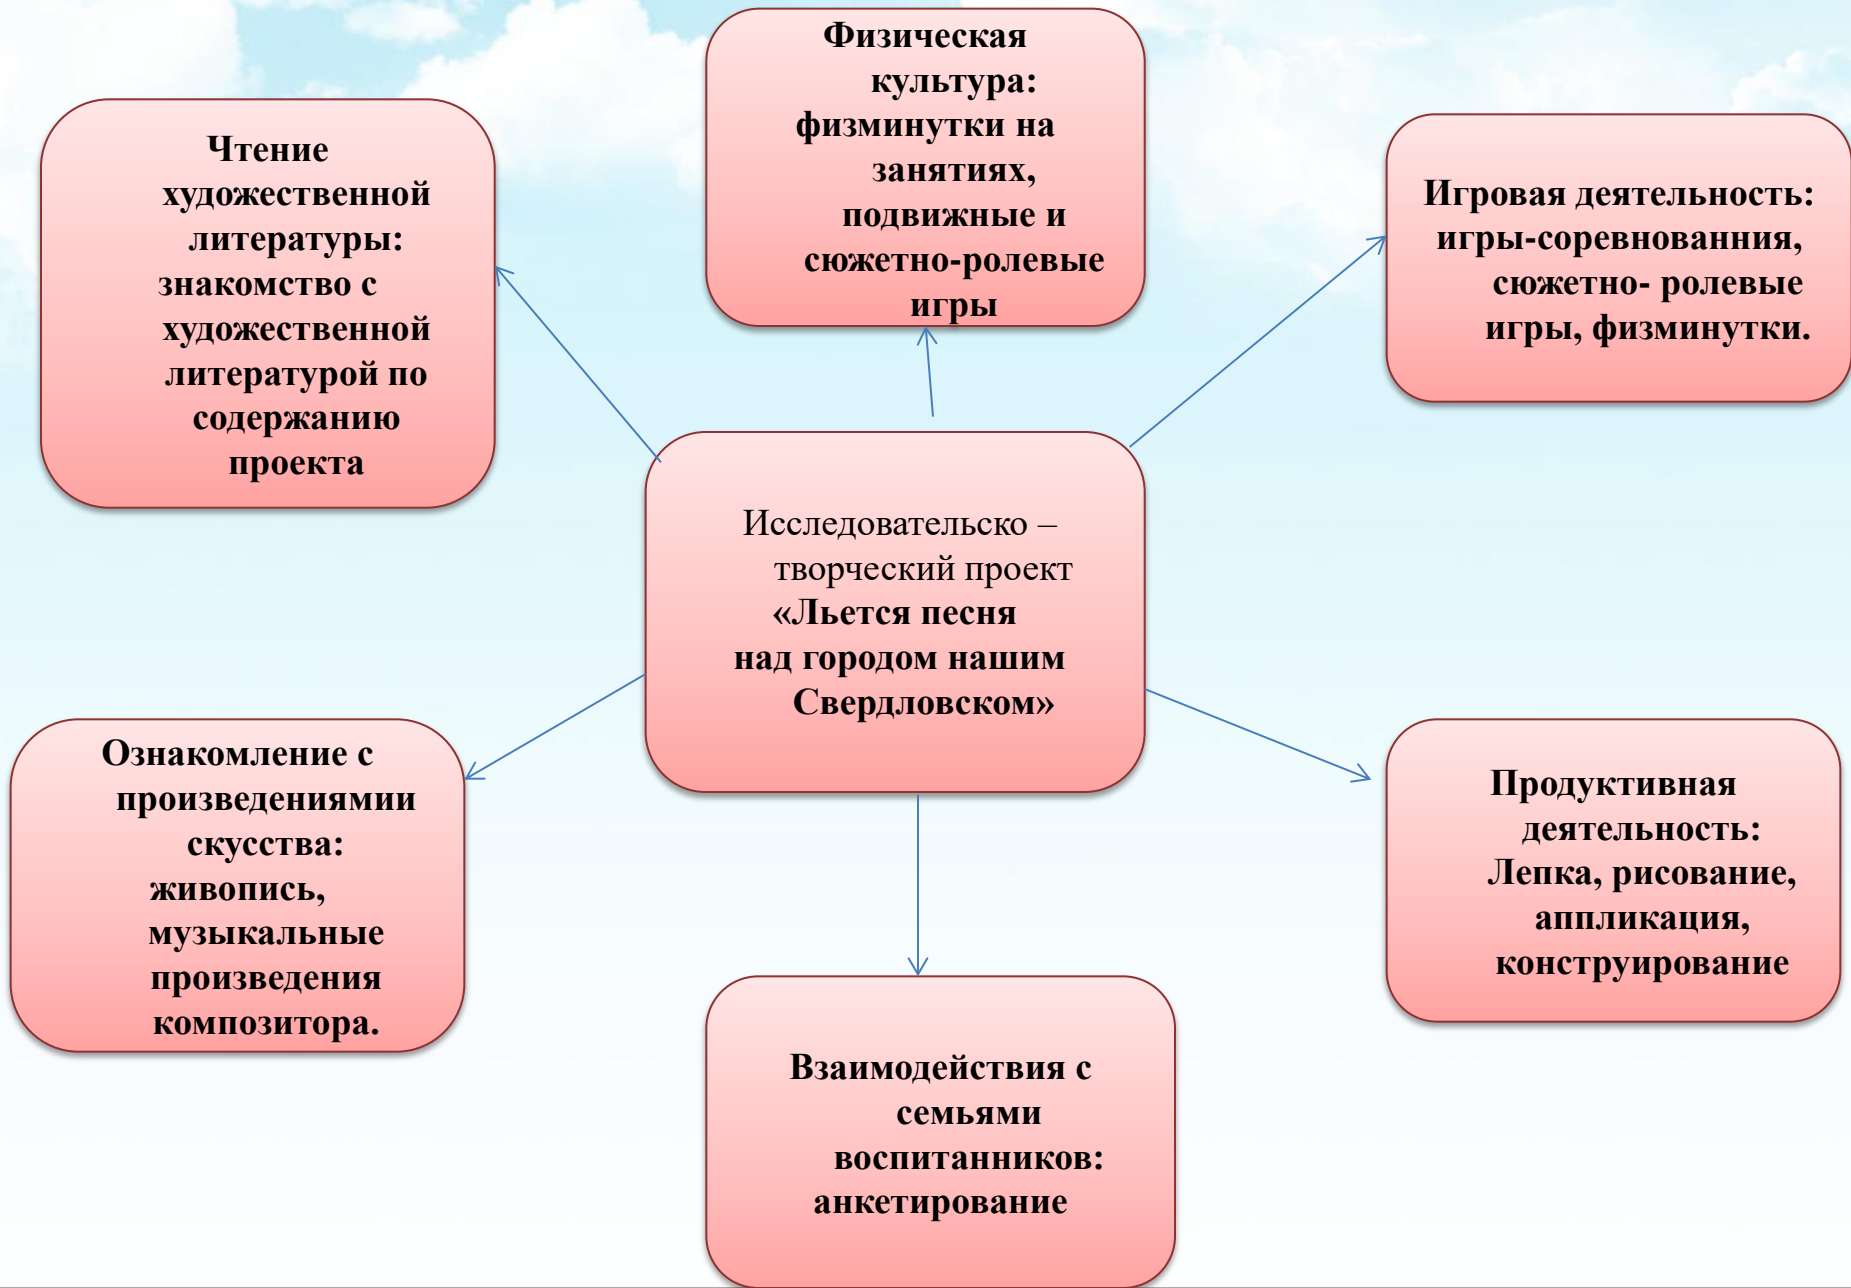 Физическая
культура:
физминутки на
занятиях,
подвижные и
сюжетно-ролевые
игры
Чтение
художественной
литературы:
знакомство с
художественной
литературой по
содержанию
проекта
Игровая деятельность:
игры-соревнованния,
сюжетно- ролевые
игры, физминутки.
Исследовательско –
творческий проект
«Льется песня
над городом нашим
Свердловском»
Ознакомление с
произведениямии
скусства:
живопись,
музыкальные
произведения
композитора.
Продуктивная
деятельность:
Лепка, рисование,
аппликация,
конструирование
Взаимодействия с
семьями
воспитанников:
анкетирование